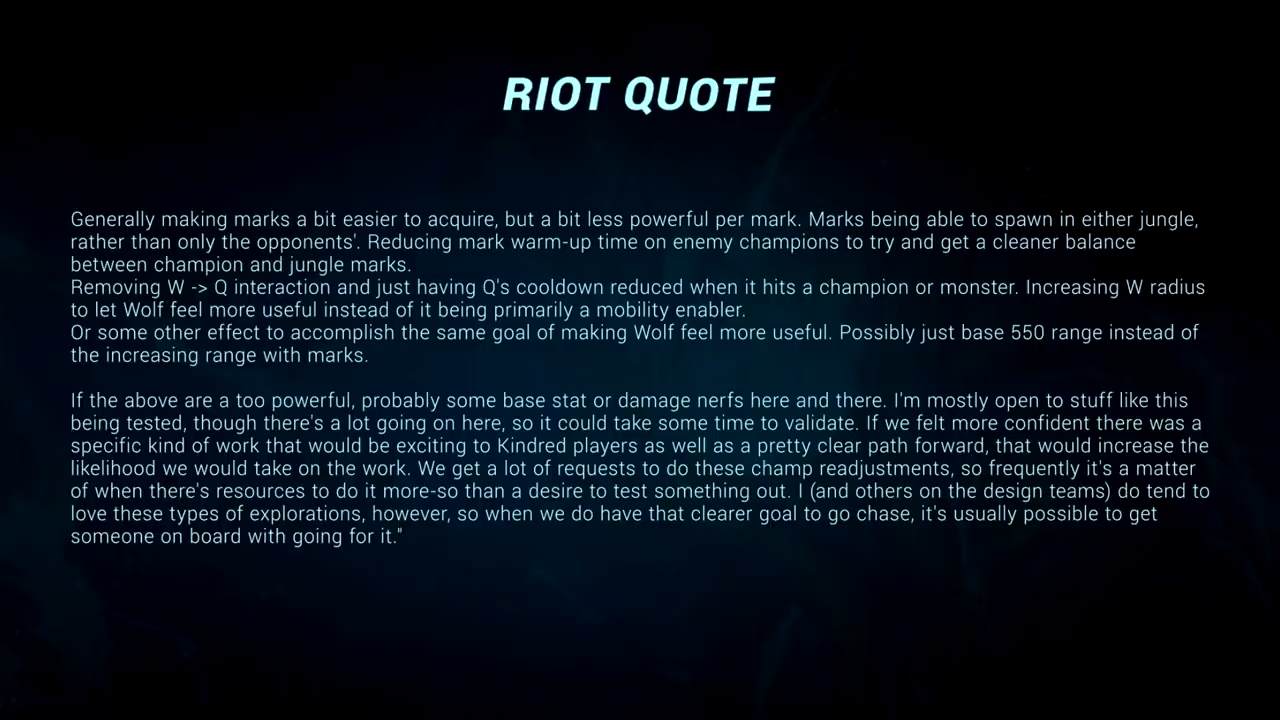 RIOT QUOTE
Generally making marks a bit easier to acquire, but a bit less powerful per mark. Marks being able to spawn in either jungle,
rather than only the opponents'. Reducing mark warm-up time on enemy champions to try and get a cleaner balance
between champion and jungle marks.
Removing W -> Q interaction and just having Q's cooldown reduced when it hits a champion or monster. Increasing W radius
to let Wolf feel more useful instead of it being primarily a mobility enabler.
Or some other effect to accomplish the same goal of making Wolf feel more useful. Possibly just base 550 range instead of
the increasing range with marks.
If the above are a too powerful, probably some base stat or damage nerfs here and there. I'm mostly open to stuff like this
being tested, though there's a lot going on here, so it could take some time to validate. If we felt more confident there was a
specific kind of work that would be exciting to Kindred players as well as a pretty clear path forward, that would increase the
likelihood we would take on the work. We get a lot of requests to do these champ readjustments, so frequently it's a matter
of when there's resources to do it more-so than a desire to test something out. I (and others on the design teams) do tend to
love these types of explorations, however, so when we do have that clearer goal to go chase, it's usually possible to get
someone on board with going for it."